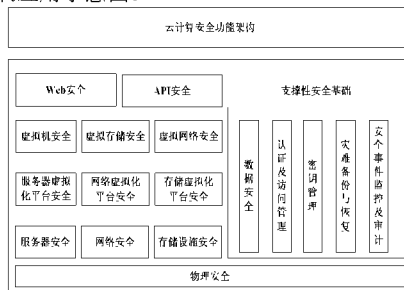 云计算安全功能架构
Web安全
API安全
支撑性安全基础
虚拟机安全
虚拟存储安全
虚拟网络安全
服务器虚拟
化平台安全
网络虚拟化
平台安全
存储虚拟化
平台安全
服务器安全
网络安全
存储设施安全
数据安全
认证及访问管理
密钥管理
灾难备份与恢复
安全事件监控及审计
物理安全